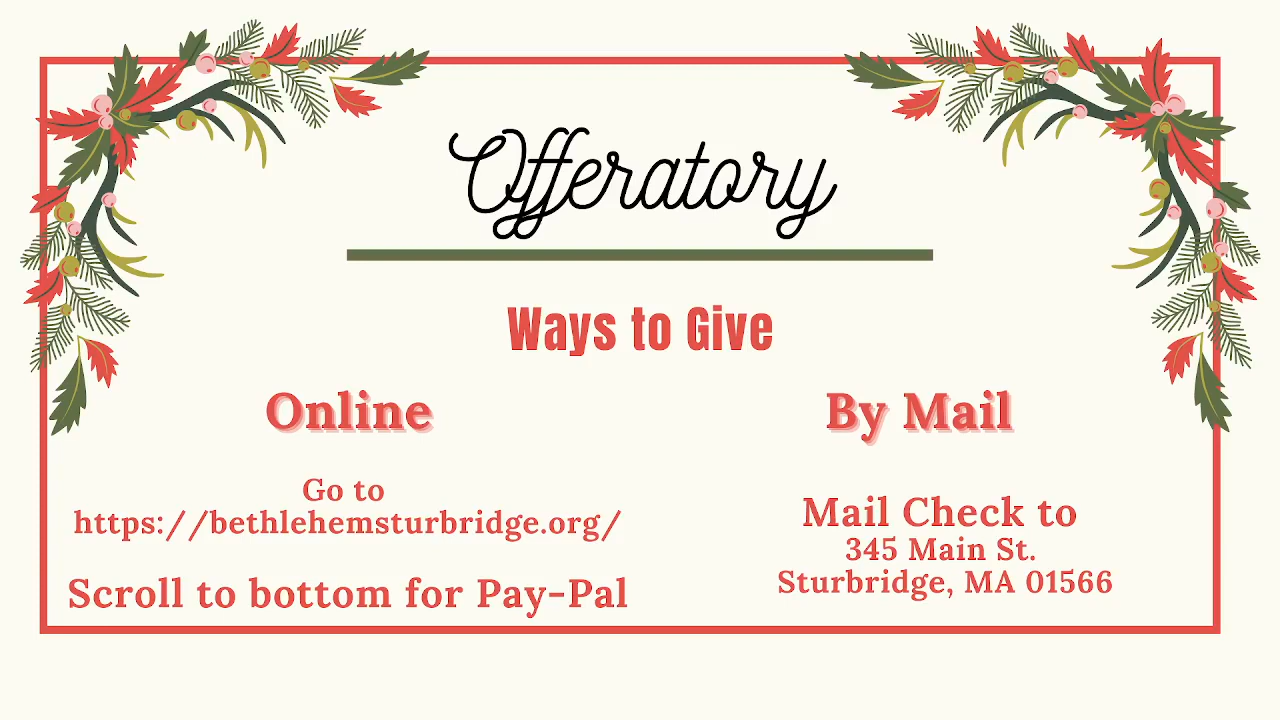 Offeratory
Ways to Give
Online
Go to
https://bethlehemsturbridge.org/
Scroll to bottom for Pay-Pal
By Mail
Mail Check to
345 Main St.
Sturbridge, MA 01566